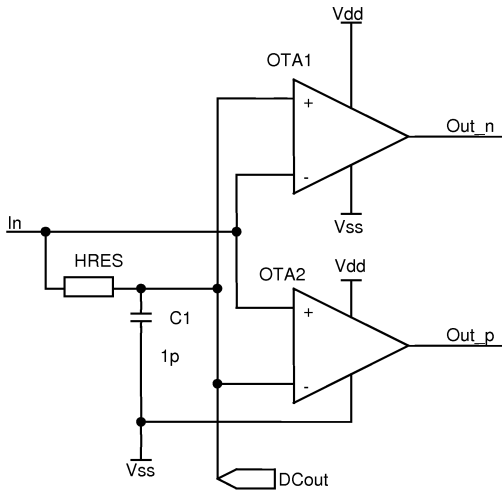 Vdd
OTA1
+
Out_n
-
In
Vss
HRES
OTA2
Vdd
+
C1
Out_p
1p
-
Vss
DCout